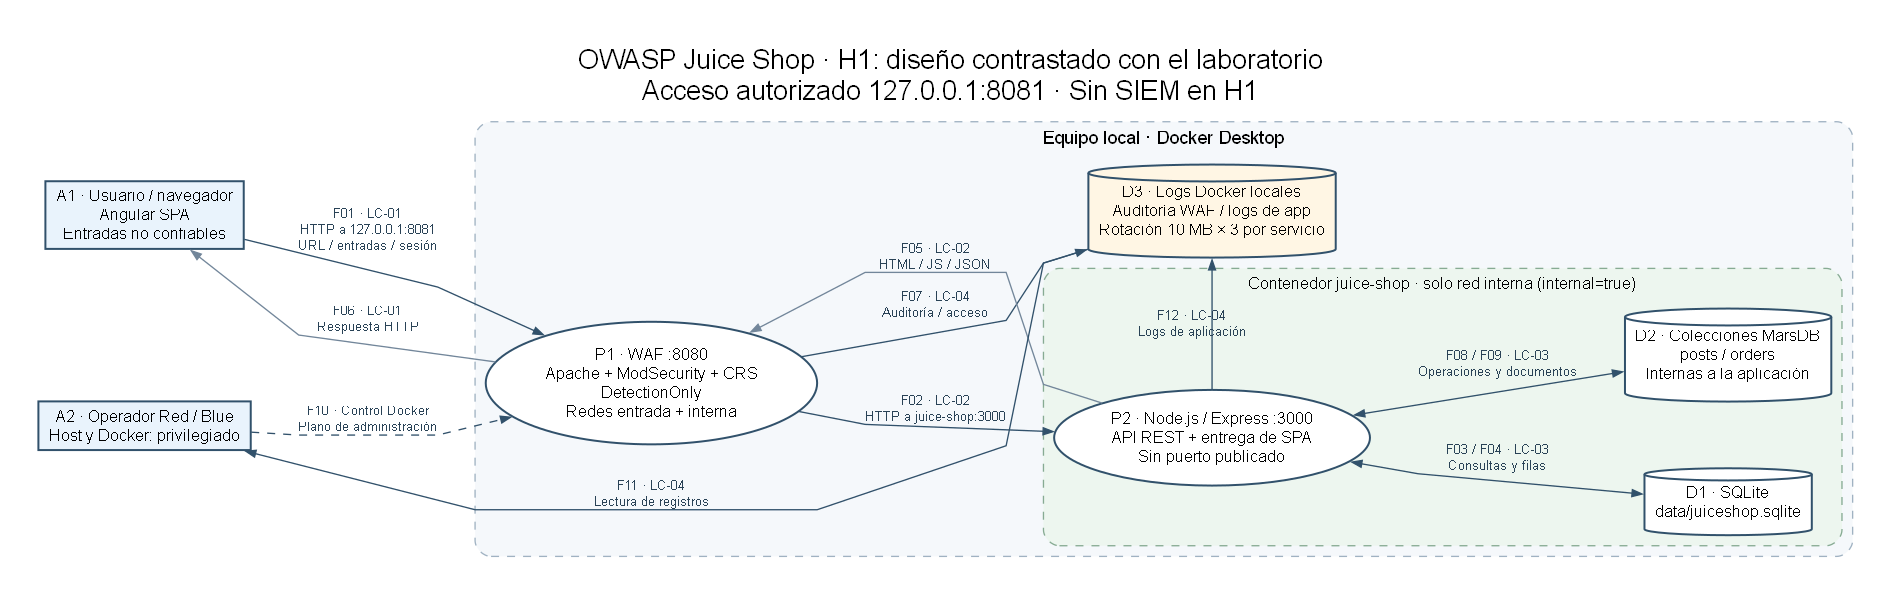 OWASP Juice Shop · H1: diseño contrastado con el laboratorio
Acceso autorizado 127.0.0.1:8081 · Sin SIEM en H1
Equipo local · Docker Desktop
A1 · Usuario / navegador
Angular SPA
Entradas no confiables
F01 · LC-01
HTTP a 127.0.0.1:8081
URL / entradas / sesión
F06 · LC-01
Respuesta HTTP
A2 · Operador Red / Blue
Host y Docker: privilegiado
F10 · Control Docker
Plano de administración
P1 · WAF :8080
Apache + ModSecurity + CRS
DetectionOnly
Redes entrada + interna
F05 · LC-02
HTML / JS / JSON
F07 · LC-04
Auditoría / acceso
F02 · LC-02
HTTP a juice-shop:3000
F11 · LC-04
Lectura de registros
D3 · Logs Docker locales
Auditoría WAF / logs de app
Rotación 10 MB × 3 por servicio
Contenedor juice-shop · solo red interna (internal=true)
F12 · LC-04
Logs de aplicación
P2 · Node.js / Express :3000
API REST + entrega de SPA
Sin puerto publicado
F08 / F09 · LC-03
Operaciones y documentos
F03 / F04 · LC-03
Consultas y filas
D2 · Colecciones MarsDB
posts / orders
Internas a la aplicación
D1 · SQLite
data/juiceshop.sqlite